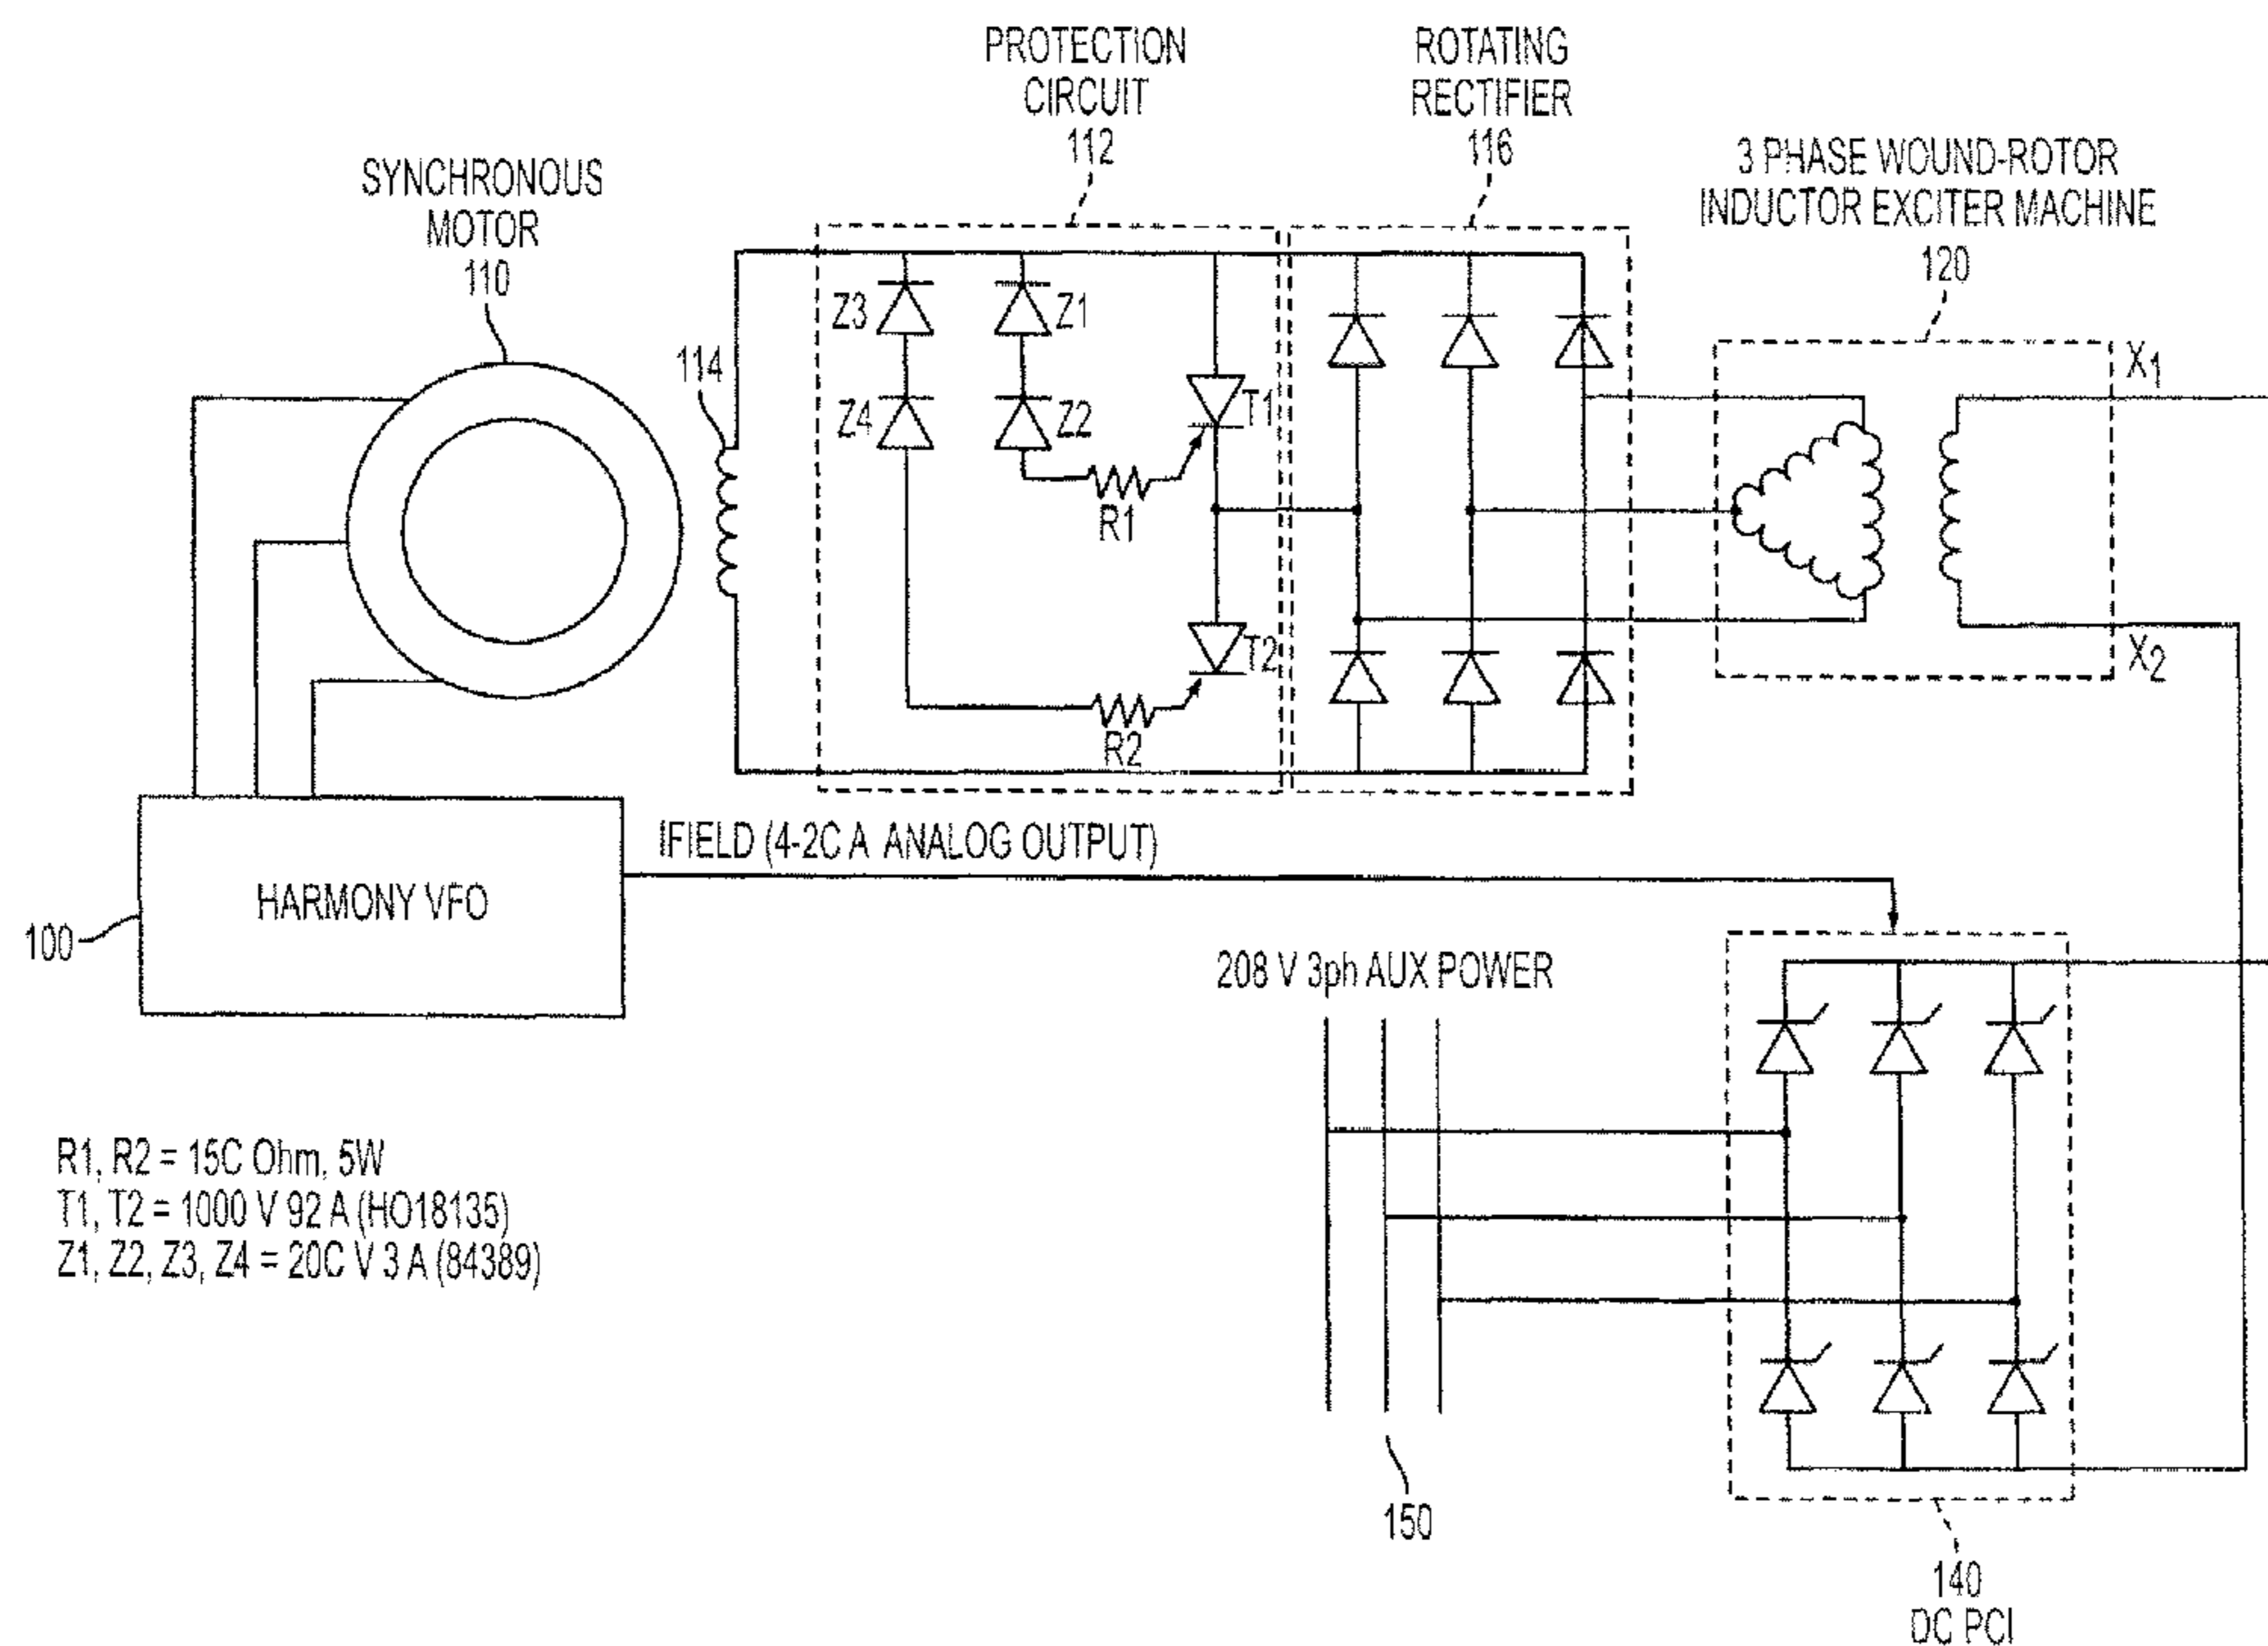 PROTECTION
CIRCUIT
112
ROTATING
RECTIFIER
116
3 PHASE WOUND-ROTOR
INDUCTOR EXCITER MACHINE
120
SYNCHRONOUS
MOTOR
110
114
Z3
Z1
Z4
Z2
T1
R1
T2
R2
X1
X2
IFIELD (4-2C A ANALOG OUTPUT)
HARMONY VFO
100
208 V 3ph AUX POWER
R1, R2 = 15C Ohm, 5W
T1, T2 = 1000 V 92 A (HO18135)
Z1, Z2, Z3, Z4 = 20C V 3 A (84389)
150
140
DC PCI